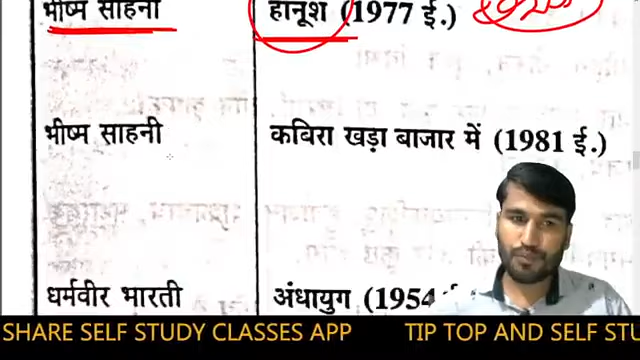 भीष्म साहनी हानूश (1977 ई.)
भीष्म साहनी कबिरा खड़ा बाजार में (1981 ई.)
धर्मवीर भारती अंधायुग (1954
SHARE SELF STUDY CLASSES APP TIP TOP AND SELF STU